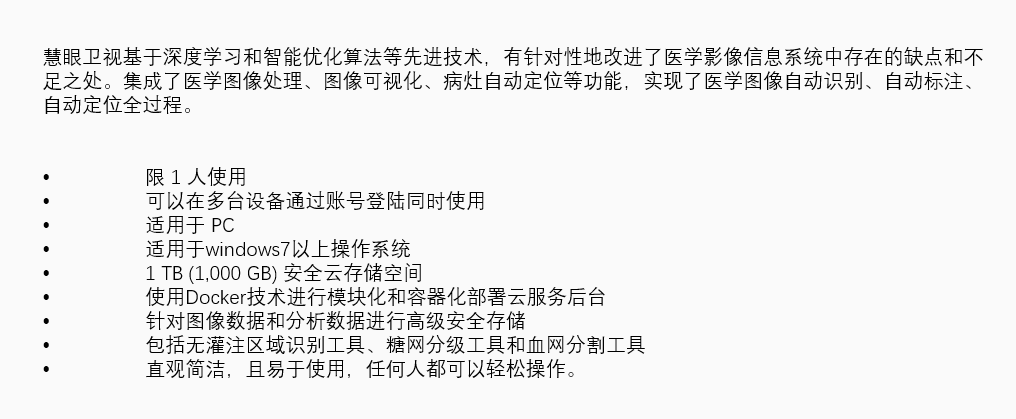 慧眼卫视基于深度学习和智能优化算法等先进技术，有针对性地改进了医学影像信息系统中存在的缺点和不
足之处。集成了医学图像处理、图像可视化、病灶自动定位等功能，实现了医学图像自动识别、自动标注、
自动定位全过程。
• 限 1 人使用
• 可以在多台设备通过账号登陆同时使用
• 适用于 PC
• 适用于windows7以上操作系统
• 1 TB (1,000 GB) 安全云存储空间
• 使用Docker技术进行模块化和容器化部署云服务后台
• 针对图像数据和分析数据进行高级安全存储
• 包括无灌注区域识别工具、糖网分级工具和血网分割工具
• 直观简洁，且易于使用，任何人都可以轻松操作。